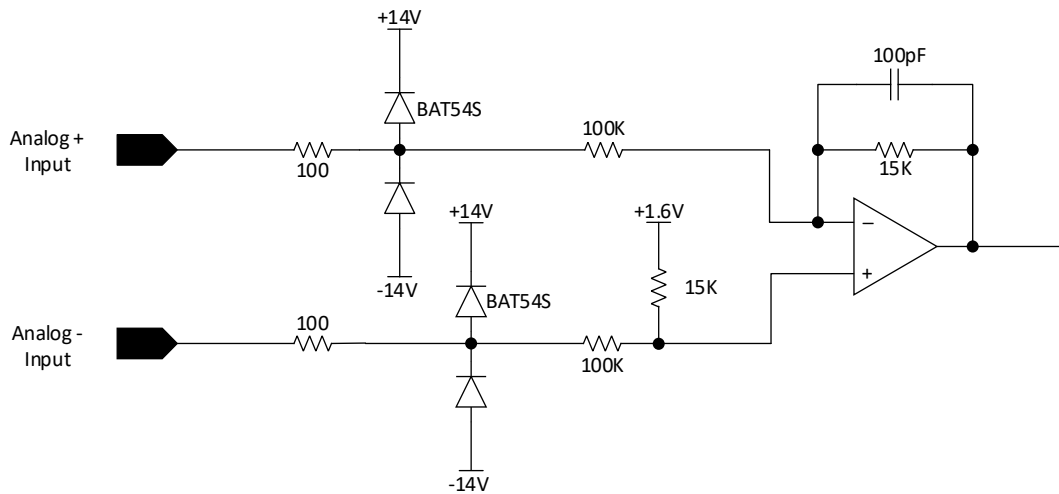 +14V
100pF
BAT54S
Analog +
Input
100
100K
15K
-14V
+14V
+1.6V
BAT54S
15K
Analog -
Input
100
100K
-14V
−
+